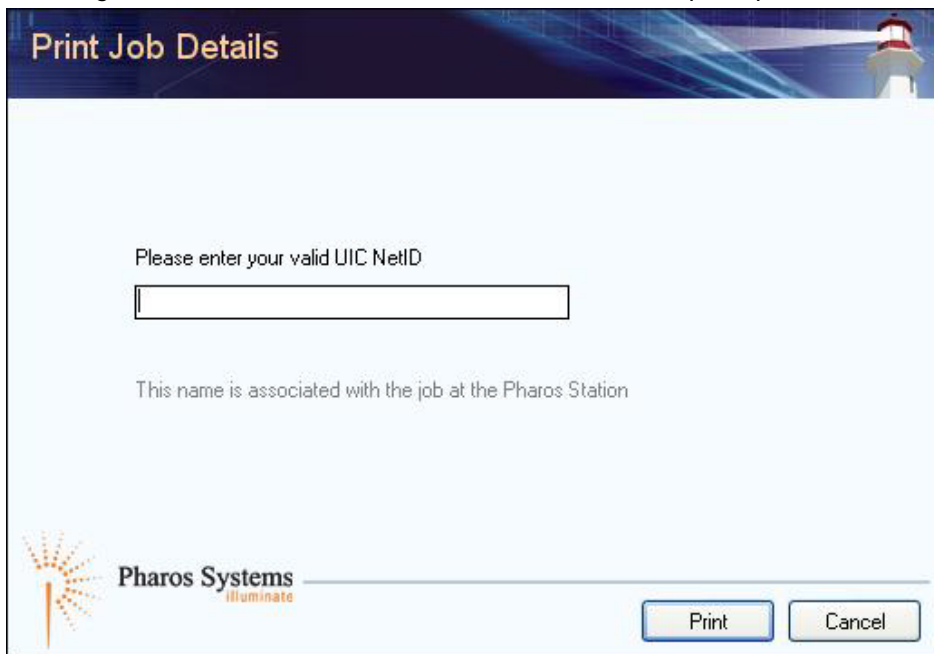 Print Job Details
Please enter your valid UIC NetID
This name is associated with the job at the Pharos Station
Pharos Systems
illuminate
Print Cancel